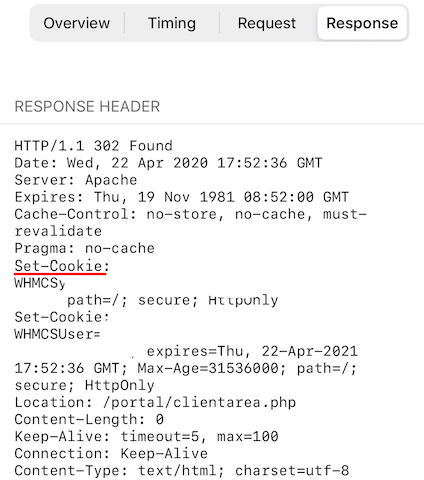 Overview Timing Request Response
RESPONSE HEADER
HTTP/1.1 302 Found
Date: Wed, 22 Apr 2020 17:52:36 GMT
Server: Apache
Expires: Thu, 19 Nov 1981 08:52:00 GMT
Cache-Control: no-store, no-cache, must-
revalidate
Pragma: no-cache
Set-Cookie:
WHMCSy
path=/; secure; HttpOnly
Set-Cookie:
WHMCSUser=
expires=Thu, 22-Apr-2021
17:52:36 GMT; Max-Age=31536000; path=/;
secure; HttpOnly
Location: /portal/clientarea.php
Content-Length: 0
Keep-Alive: timeout=5, max=100
Connection: Keep-Alive
Content-Type: text/html; charset=utf-8